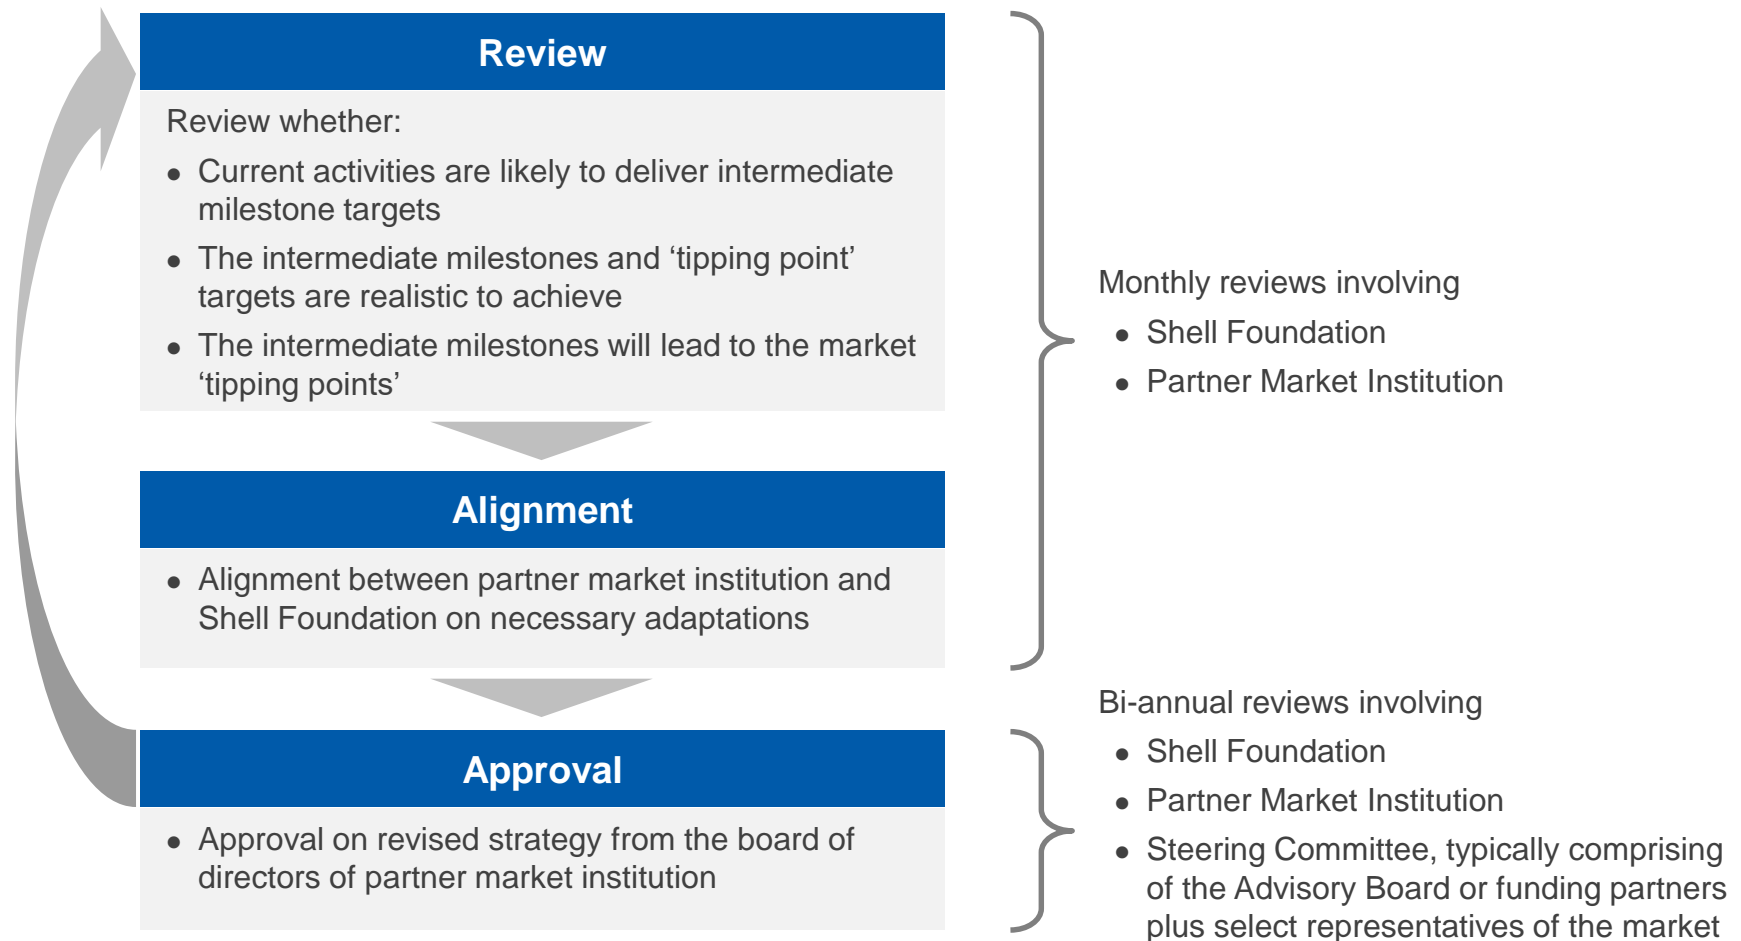 Review
Review whether:
● Current activities are likely to deliver intermediate
milestone targets
● The intermediate milestones and ‘tipping point’
targets are realistic to achieve
● The intermediate milestones will lead to the market
‘tipping points’
Alignment
● Alignment between partner market institution and
Shell Foundation on necessary adaptations
Approval
● Approval on revised strategy from the board of
directors of partner market institution
Monthly reviews involving
● Shell Foundation
● Partner Market Institution
Bi-annual reviews involving
● Shell Foundation
● Partner Market Institution
● Steering Committee, typically comprising
of the Advisory Board or funding partners
plus select representatives of the market